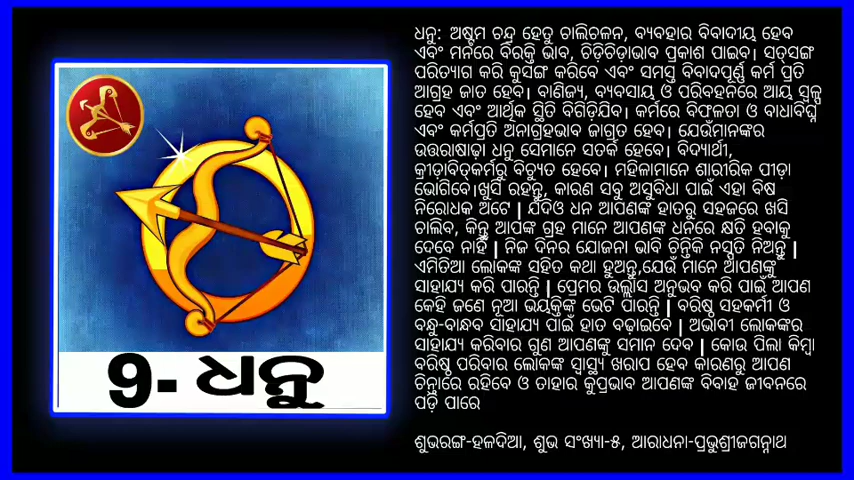 9- ଧନୁ
ଧନୁ: ଅଷ୍ଟମ ଚନ୍ଦ୍ର ହେତୁ ଚାଲିଚଳନ, ବ୍ୟବହାର ବିବାଦୀୟ ହେବ
ଏବଂ ମନରେ ବିରକ୍ତି ଭାବ, ଚିଡ଼ିଚିଡ଼ାଭାବ ପ୍ରକାଶ ପାଇବ। ସତ୍‌ସଙ୍ଗ
ପରିତ୍ୟାଗ କରି କୁସଙ୍ଗ କରିବେ ଏବଂ ସମସ୍ତ ବିବାଦପୂର୍ଣ୍ଣ କର୍ମ ପ୍ରତି
ଆଗ୍ରହ ଜାତ ହେବ। ବାଣିଜ୍ୟ, ବ୍ୟବସାୟ ଓ ପରିବହନରେ ଆୟ ସ୍ୱଳ୍ପ
ହେବ ଏବଂ ଆର୍ଥିକ ସ୍ଥିତି ବିଗିଡ଼ିଯିବ। କର୍ମରେ ବିଫଳତା ଓ ବାଧାବିଘ୍ନ
ଏବଂ କର୍ମପ୍ରତି ଅନାଗ୍ରହଭାବ ଜାଗ୍ରତ ହେବ। ଯେଉଁମାନଙ୍କର
ଉତ୍ତରାଷାଢ଼ା ଧନୁ ସେମାନେ ସତର୍କ ହେବେ। ବିଦ୍ୟାର୍ଥୀ,
କ୍ରୀଡ଼ାବିତ୍‌କର୍ମରୁ ବିଚ୍ୟୁତ ହେବେ। ମହିଳାମାନେ ଶାରୀରିକ ପୀଡ଼ା
ଭୋଗିବେ।ଖୁସି ରହନ୍ତୁ, କାରଣ ସବୁ ଅସୁବିଧା ପାଇଁ ଏହା ବିଷ
ନିରୋଧକ ଅଟେ | ଯଦିଓ ଧନ ଆପଣଙ୍କ ହାତରୁ ସହଜରେ ଖସି
ଚାଲିବ, କିନ୍ତୁ ଆପଙ୍କ ଗ୍ରହ ମାନେ ଆପଣଙ୍କ ଧନରେ କ୍ଷତି ହବାକୁ
ଦେବେ ନାହିଁ | ନିଜ ଦିନର ଯୋଜନା ଭାବି ଚିନ୍ତିକି ନସ୍ପତି ନିଅନ୍ତୁ |
ଏମିତିଆ ଲୋକଙ୍କ ସହିତ କଥା ହୁଅନ୍ତୁ,ଯେଉଁ ମାନେ ଆପଣଙ୍କୁ
ସାହାଯ୍ୟ କରି ପାରନ୍ତି | ପ୍ରେମର ଉଲ୍ଲାସ ଅନୁଭବ କରି ପାଇଁ ଆପଣ
କେହି ଜଣେ ନୂଆ ଭୟକ୍ତିଙ୍କ ଭେଟି ପାରନ୍ତି | ବରିଷ୍ଠ ସହକର୍ମୀ ଓ
ବନ୍ଧୁ-ବାନ୍ଧବ ସାହାଯ୍ୟ ପାଇଁ ହାତ ବଢ଼ାଇବେ | ଅଭାବୀ ଲୋକଙ୍କର
ସାହାଯ୍ୟ କରିବାର ଗୁଣ ଆପଣଙ୍କୁ ସମାନ ଦେବ | କୋଉ ପିଲା କିମ୍ବା
ବରିଷ୍ଠ ପରିବାର ଲୋକଙ୍କ ସ୍ୱାସ୍ଥ୍ୟ ଖରାପ ହେବ କାରଣରୁ ଆପଣ
ଚିନ୍ତାରେ ରହିବେ ଓ ତାହାର କୁପ୍ରଭାବ ଆପଣଙ୍କ ବିବାହ ଜୀବନରେ
ପଡ଼ି ପାରେ
ଶୁଭରଙ୍ଗ-ହଳଦିଆ, ଶୁଭ ସଂଖ୍ୟା-୫, ଆରାଧନା-ପ୍ରଭୁଶ୍ରୀଜଗନ୍ନାଥ